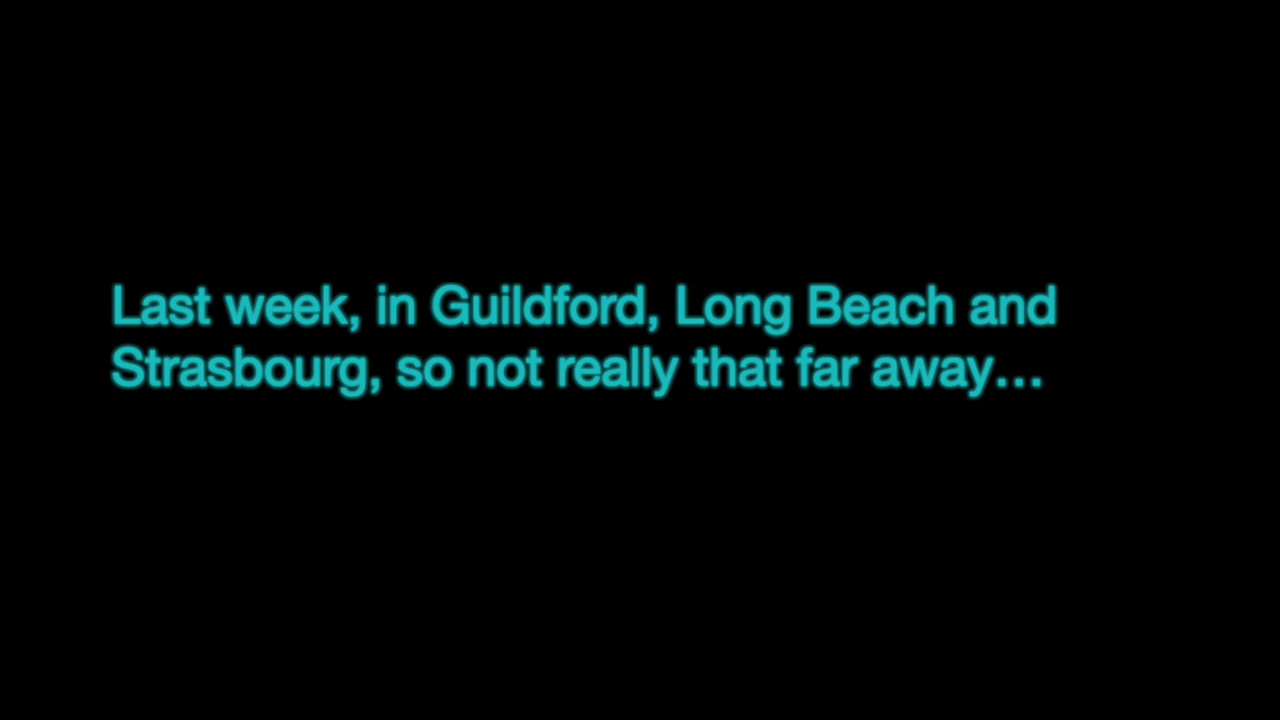 Last week, in Guildford, Long Beach and
Strasbourg, so not really that far away…